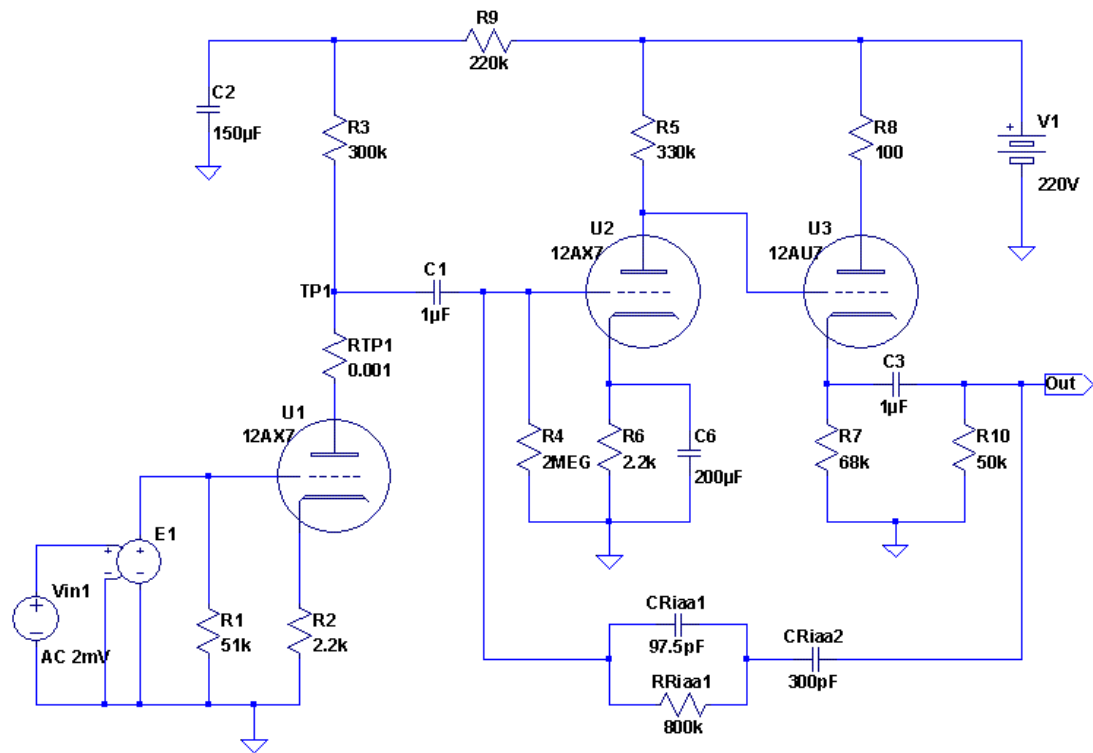 R9
220k
C2
150µF
R3
300k
R5
330k
R8
100
V1
220V
U2
12AX7
U3
12AU7
C1
1µF
TP1
RTP1
0.001
C3
1µF
Out
U1
12AX7
R4
2MEG
R6
2.2k
C6
200µF
R7
68k
R10
50k
E1
Vin1
AC 2mV
R1
51k
R2
2.2k
CRiaa1
97.5pF
CRiaa2
300pF
RRiaa1
800k